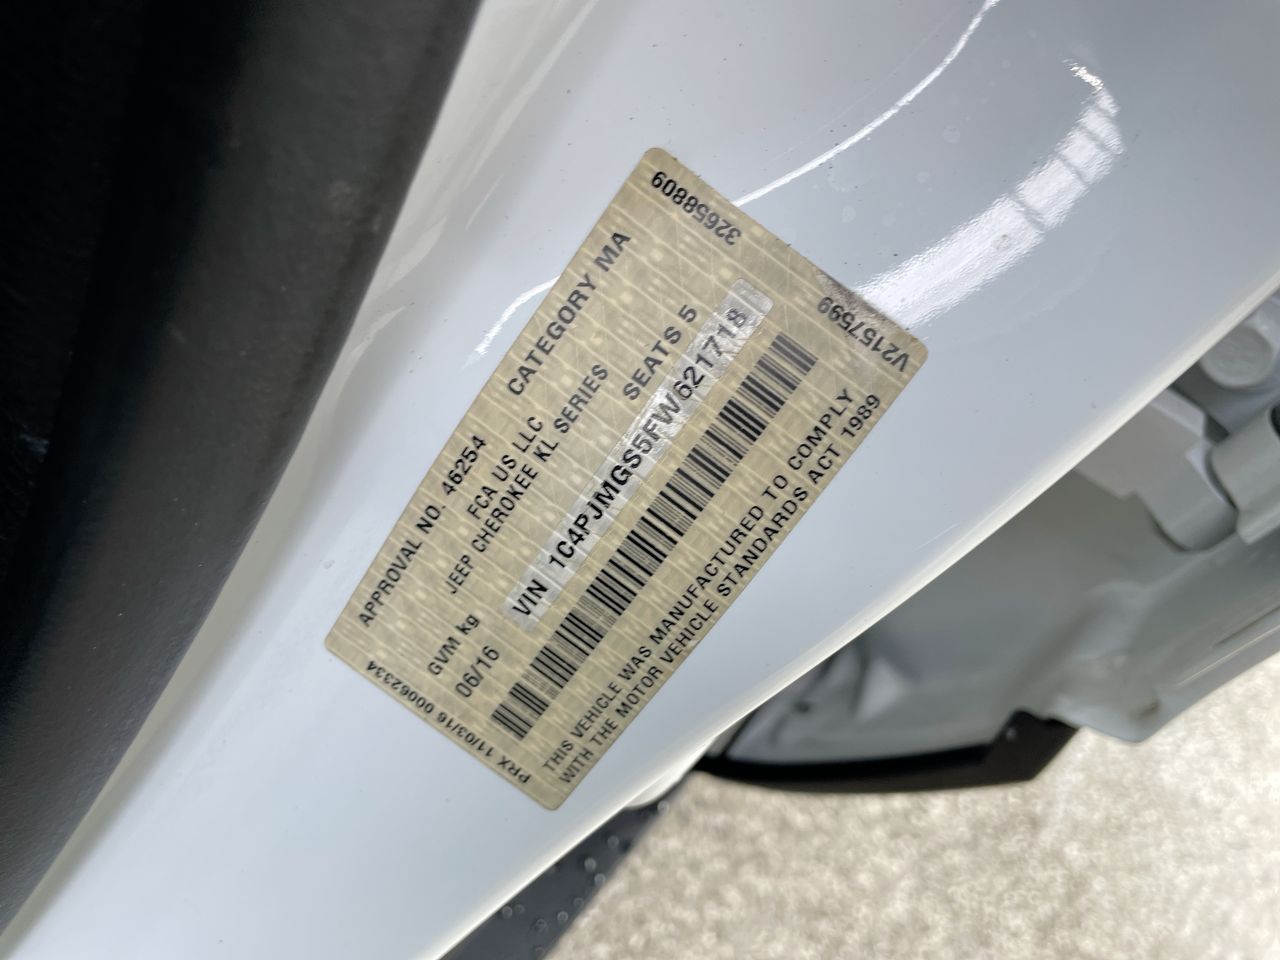 APPROVAL NO. 46254 CATEGORY MA
FCA US LLC
JEEP CHEROKEE KL SERIES
GVM kg SEATS 5
06/16
VIN 1C4PJMGS5FW621718
THIS VEHICLE WAS MANUFACTURED TO COMPLY
WITH THE MOTOR VEHICLE STANDARDS ACT 1989
PRX 11/03/16 00062334
32658809
V2157599